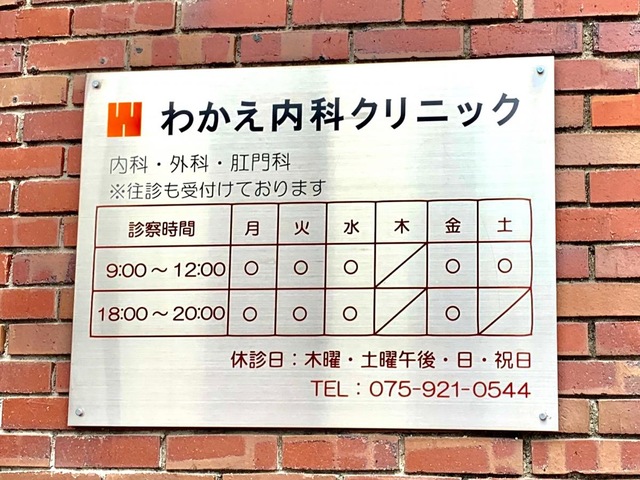 W わかえ内科クリニック
内科・外科・肛門科
※往診も受付けております
診察時間 月 火 水 木 金 土
9:00～12:00 ○ ○ ○ ／ ○ ○
18:00～20:00 ○ ○ ○ ／ ○ ／
休診日：木曜・土曜午後・日・祝日
TEL：075-921-0544